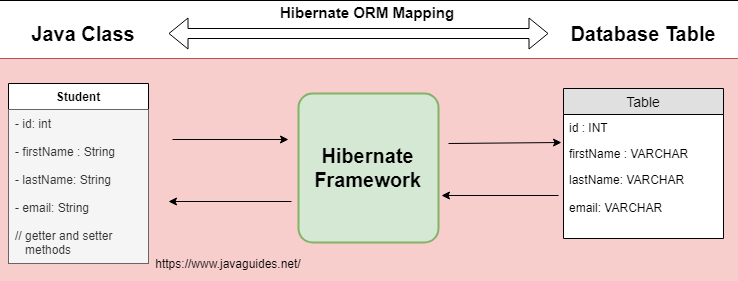 Hibernate ORM Mapping
Java Class
Database Table
Student
- id: int
- firstName : String
- lastName: String
- email: String
// getter and setter
methods
Hibernate
Framework
Table
id : INT
firstName : VARCHAR
lastName: VARCHAR
email: VARCHAR
https://www.javaguides.net/